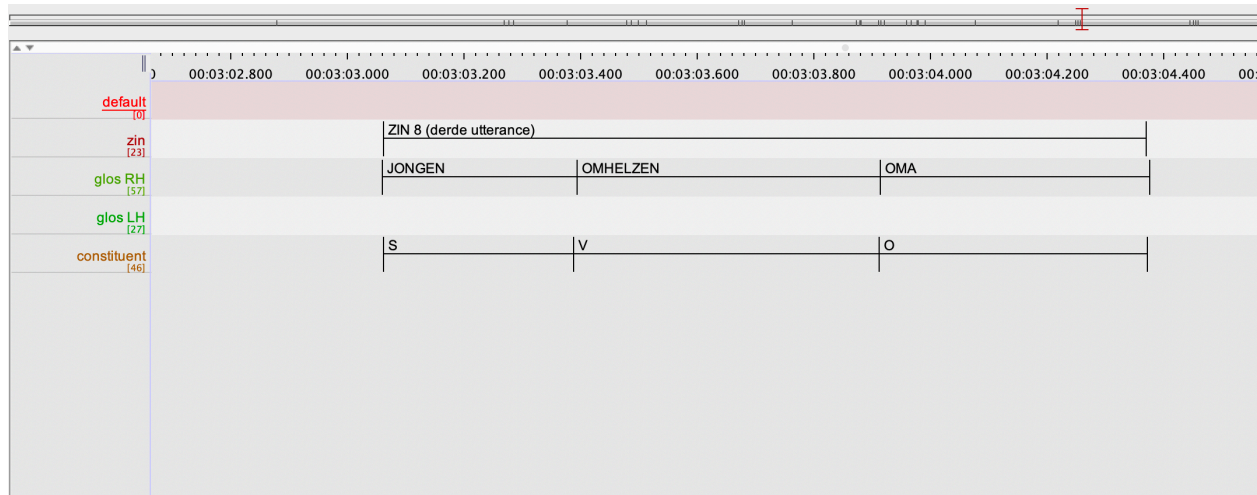 00:03:02.800 00:03:03.000 00:03:03.200 00:03:03.400 00:03:03.600 00:03:03.800 00:03:04.000 00:03:04.200 00:03:04.400
default
[0]
ZIN 8 (derde utterance)
zin
[23]
JONGEN OMHELZEN OMA
glos RH
[57]
glos LH
[27]
S V O
constituent
[46]